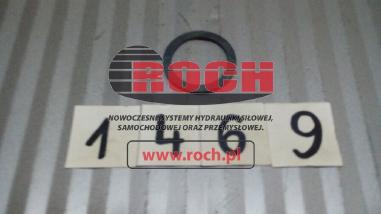 ROCH
NOWOCZESNE SYSTEMY HYDRAULIKI SIŁOWEJ,
SAMOCHODOWEJ ORAZ PRZEMYSŁOWEJ.
1 4 6 9
www.roch.pl